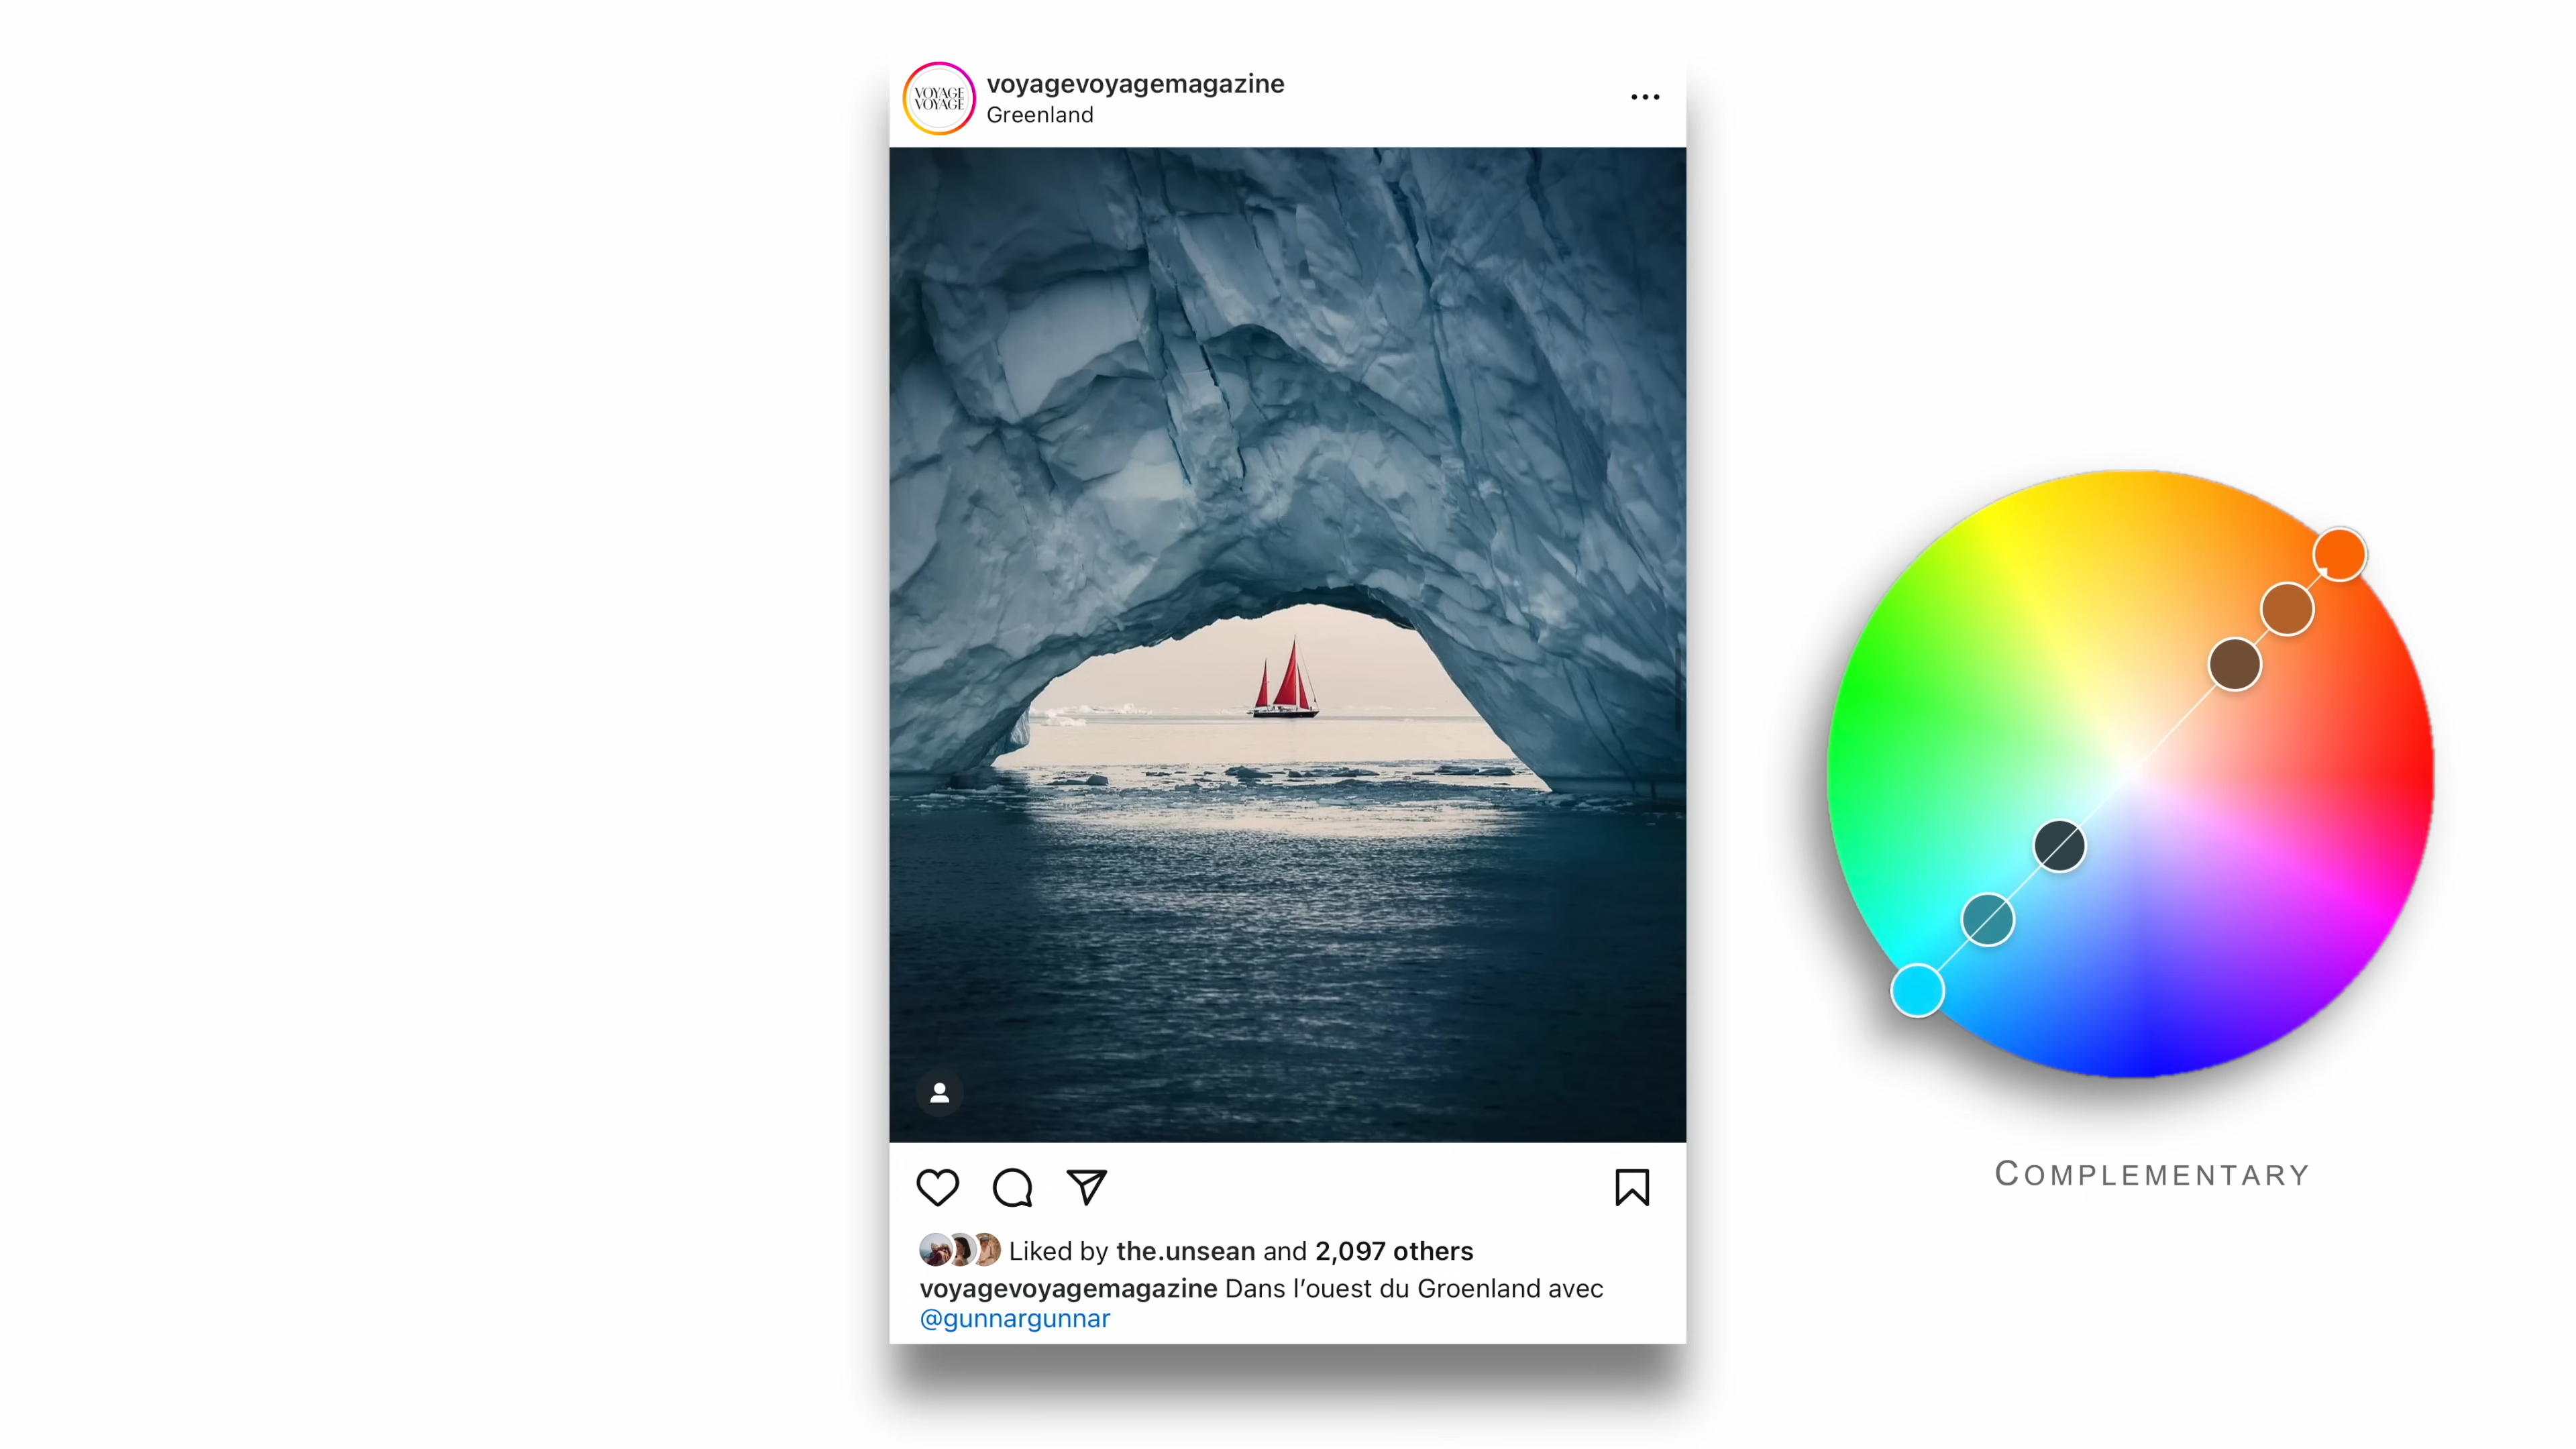 VOYAGE
VOYAGE
voyagevoyagemagazine
Greenland
Liked by the.unsean and 2,097 others
voyagevoyagemagazine Dans l’ouest du Groenland avec
@gunnargunnar
COMPLEMENTARY